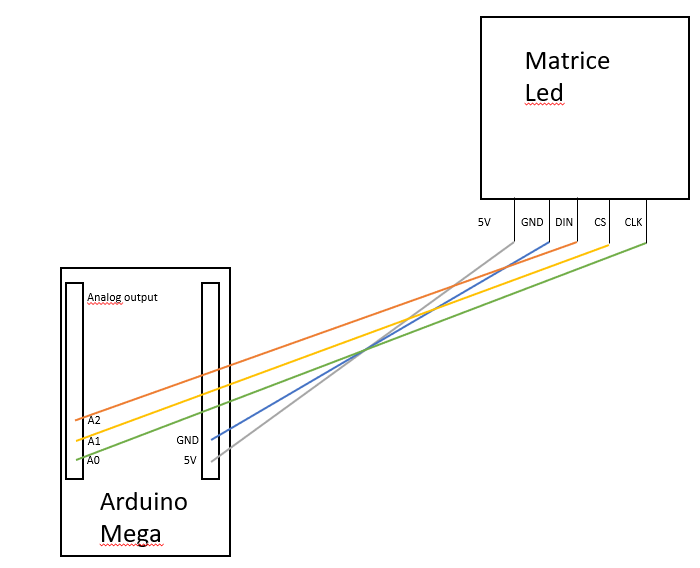 Matrice
Led
5V GND DIN CS CLK
Analog output
A2
A1
GND
A0
5V
Arduino
Mega